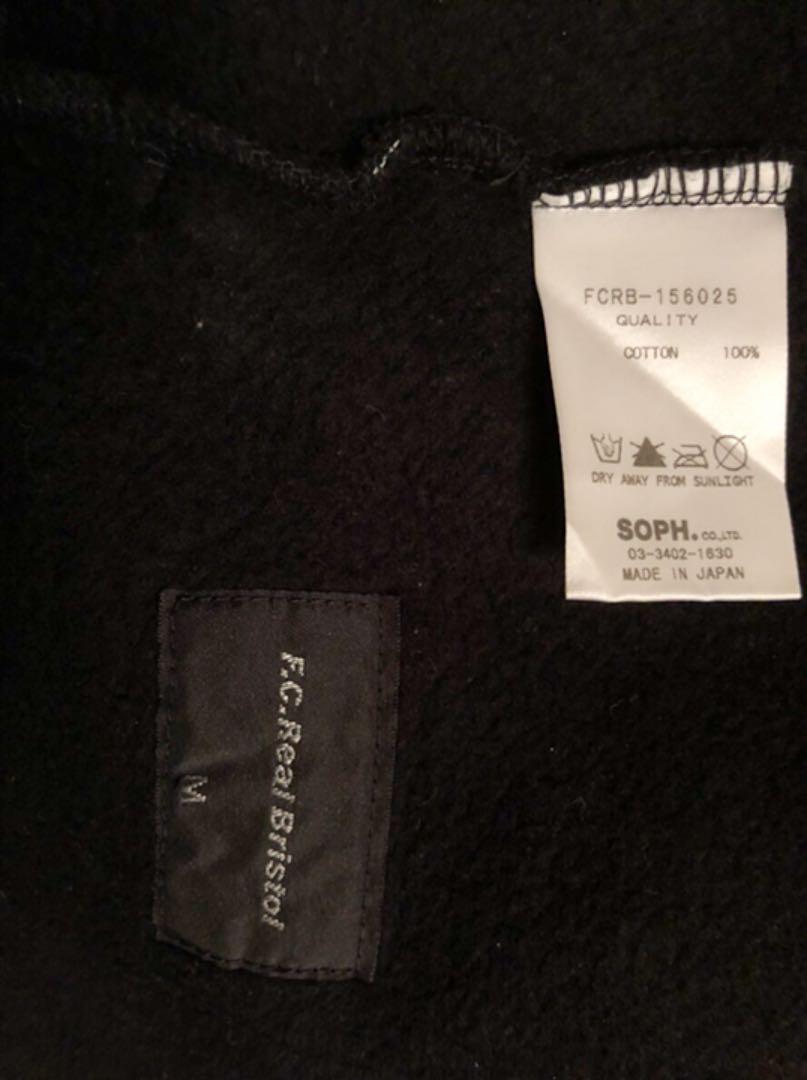 FCRB-156025
QUALITY
COTTON 100%
DRY AWAY FROM SUNLIGHT
SOPH. CO.,LTD.
03-3402-1630
MADE IN JAPAN
F.C.Real Bristol
M